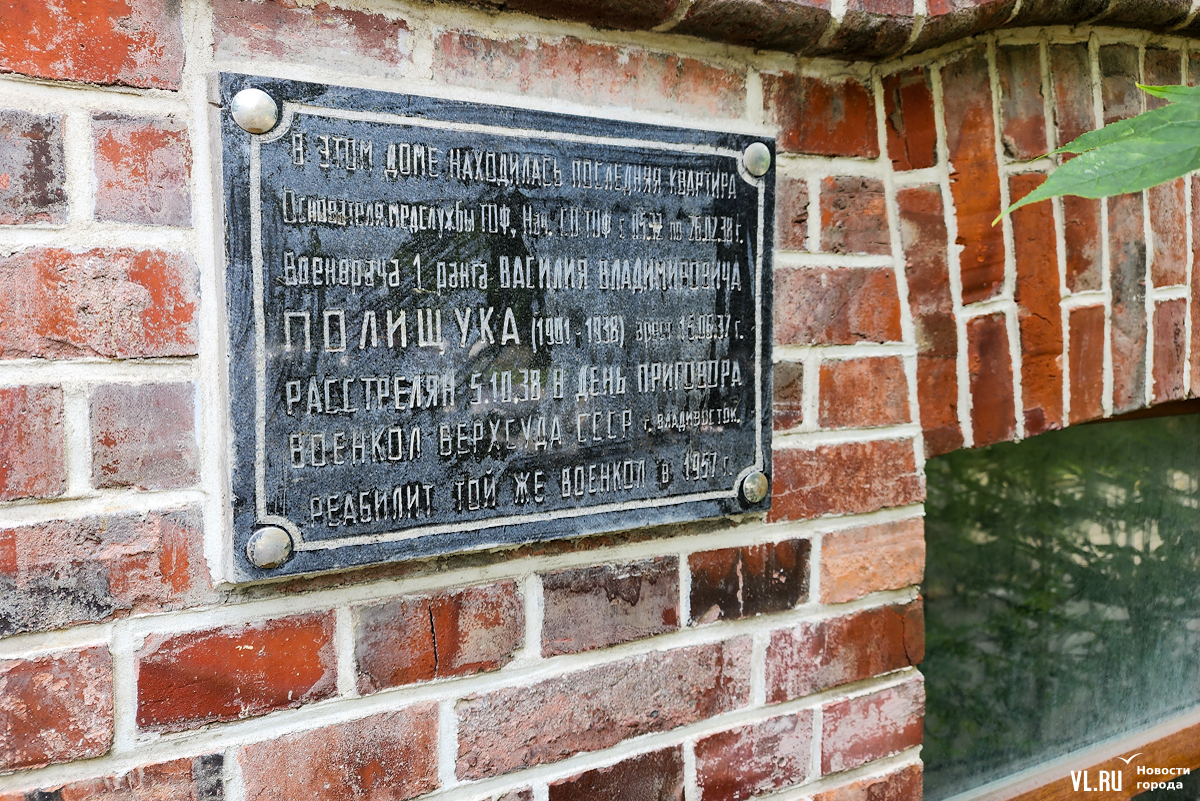 В ЭТОМ ДОМЕ НАХОДИЛАСЬ ПОСЛЕДНЯЯ КВАРТИРА
Основателя медслужбы ТОФ, Нач. СО ТОФ с 05.32 по 26.02.38 г.
Военврача 1 ранга ВАСИЛИЯ ВЛАДИМИРОВИЧА
ПОЛИЩУКА (1901-1938) арест 16.06.37 г.
РАССТРЕЛЯН 5.10.38 В ДЕНЬ ПРИГОВОРА
ВОЕНКОЛ ВЕРХСУДА СССР г. ВЛАДИВОСТОК.
РЕАБИЛИТ ТОЙ ЖЕ ВОЕНКОЛ в 1957 г.
VL.RU Новости
города